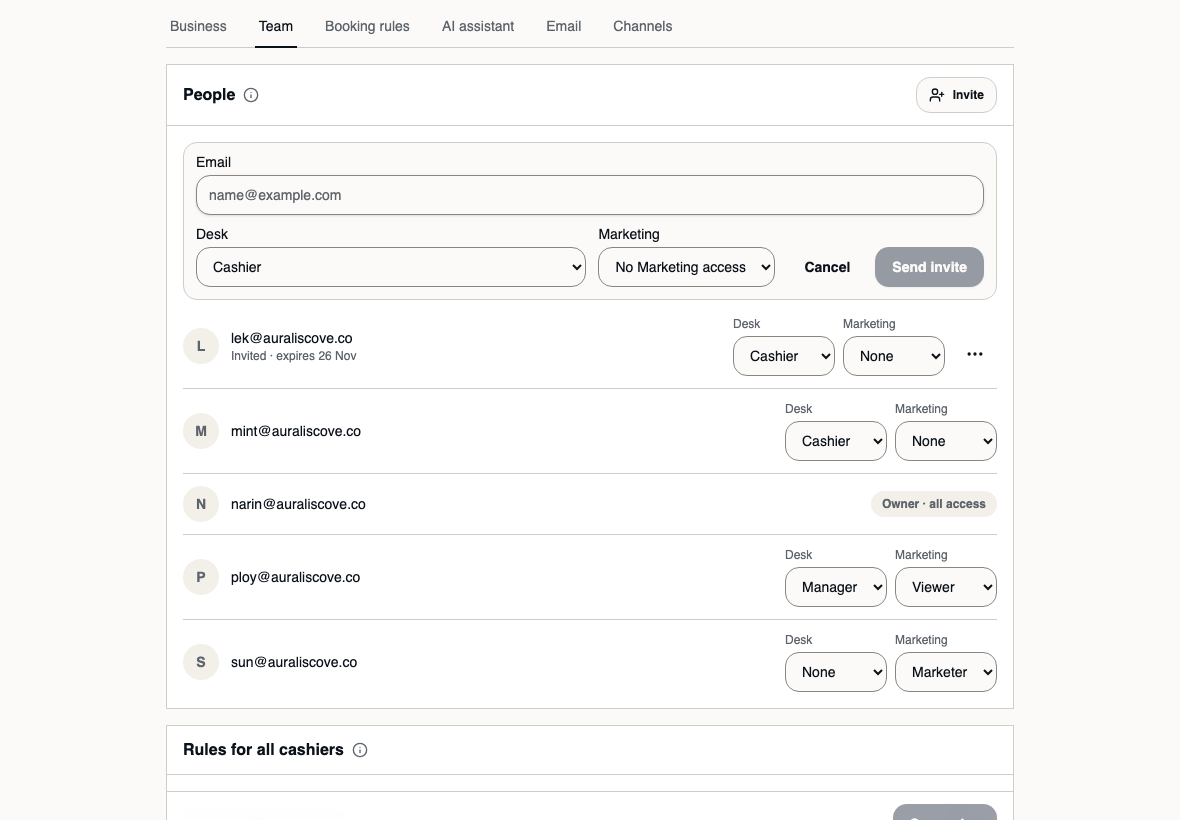 Business Team Booking rules AI assistant Email Channels
People
Invite
Email
name@example.com
Desk Marketing
Cashier No Marketing access Cancel Send invite
L lek@auraliscove.co
Invited · expires 26 Nov
Desk Marketing
Cashier None
M mint@auraliscove.co
Desk Marketing
Cashier None
N narin@auraliscove.co Owner · all access
P ploy@auraliscove.co
Desk Marketing
Manager Viewer
S sun@auraliscove.co
Desk Marketing
None Marketer
Rules for all cashiers